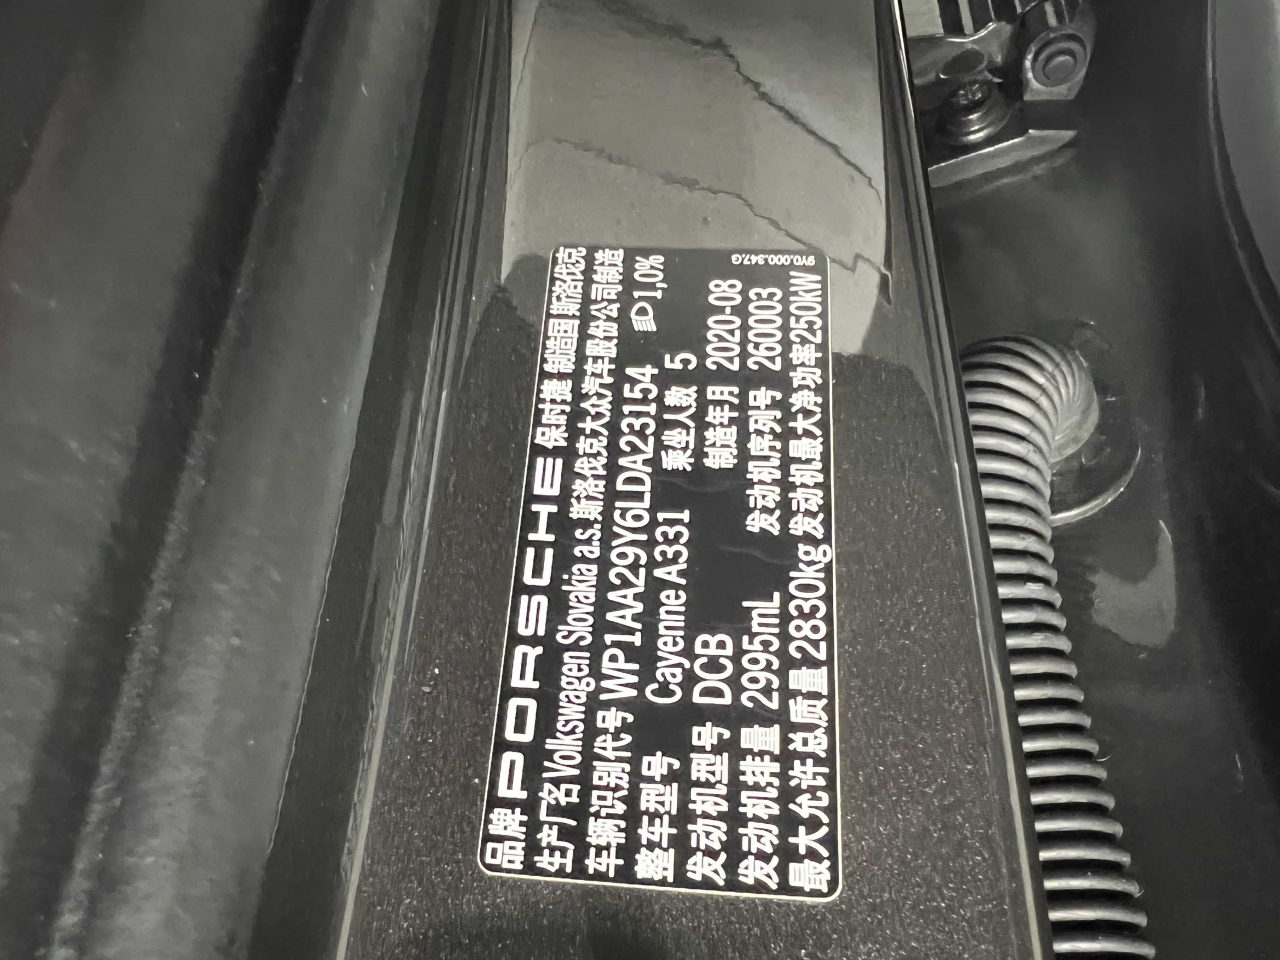 品牌 PORSCHE 保时捷 制造国 斯洛伐克
生产厂名 Volkswagen Slovakia a.s.斯洛伐克大众汽车股份公司制造
车辆识别代号 WP1AA29Y6LDA23154 1,0%
整车型号 Cayenne A331 乘坐人数 5
发动机型号 DCB 制造年月 2020-08
发动机排量 2995mL 发动机序列号 260003
最大允许总质量 2830kg 发动机最大净功率250kW
9Y0.000.347.G